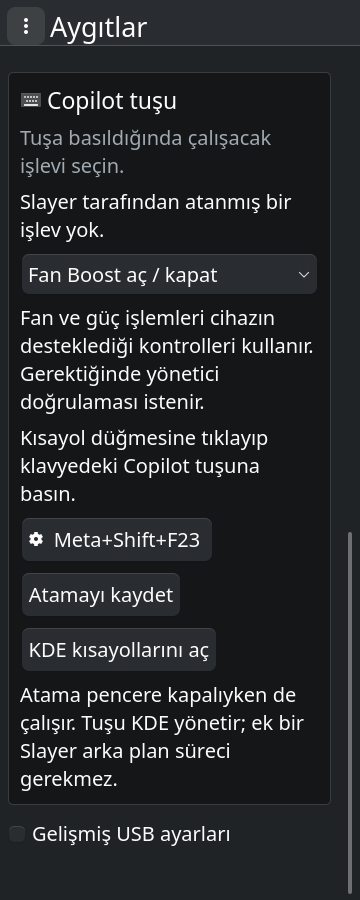 Aygıtlar
Copilot tuşu
Tuşa basıldığında çalışacak
işlevi seçin.
Slayer tarafından atanmış bir
işlev yok.
Fan Boost aç / kapat
Fan ve güç işlemleri cihazın
desteklediği kontrolleri kullanır.
Gerektiğinde yönetici
doğrulaması istenir.
Kısayol düğmesine tıklayıp
klavyedeki Copilot tuşuna
basın.
Meta+Shift+F23
Atamayı kaydet
KDE kısayollarını aç
Atama pencere kapalıyken de
çalışır. Tuşu KDE yönetir; ek bir
Slayer arka plan süreci
gerekmez.
Gelişmiş USB ayarları